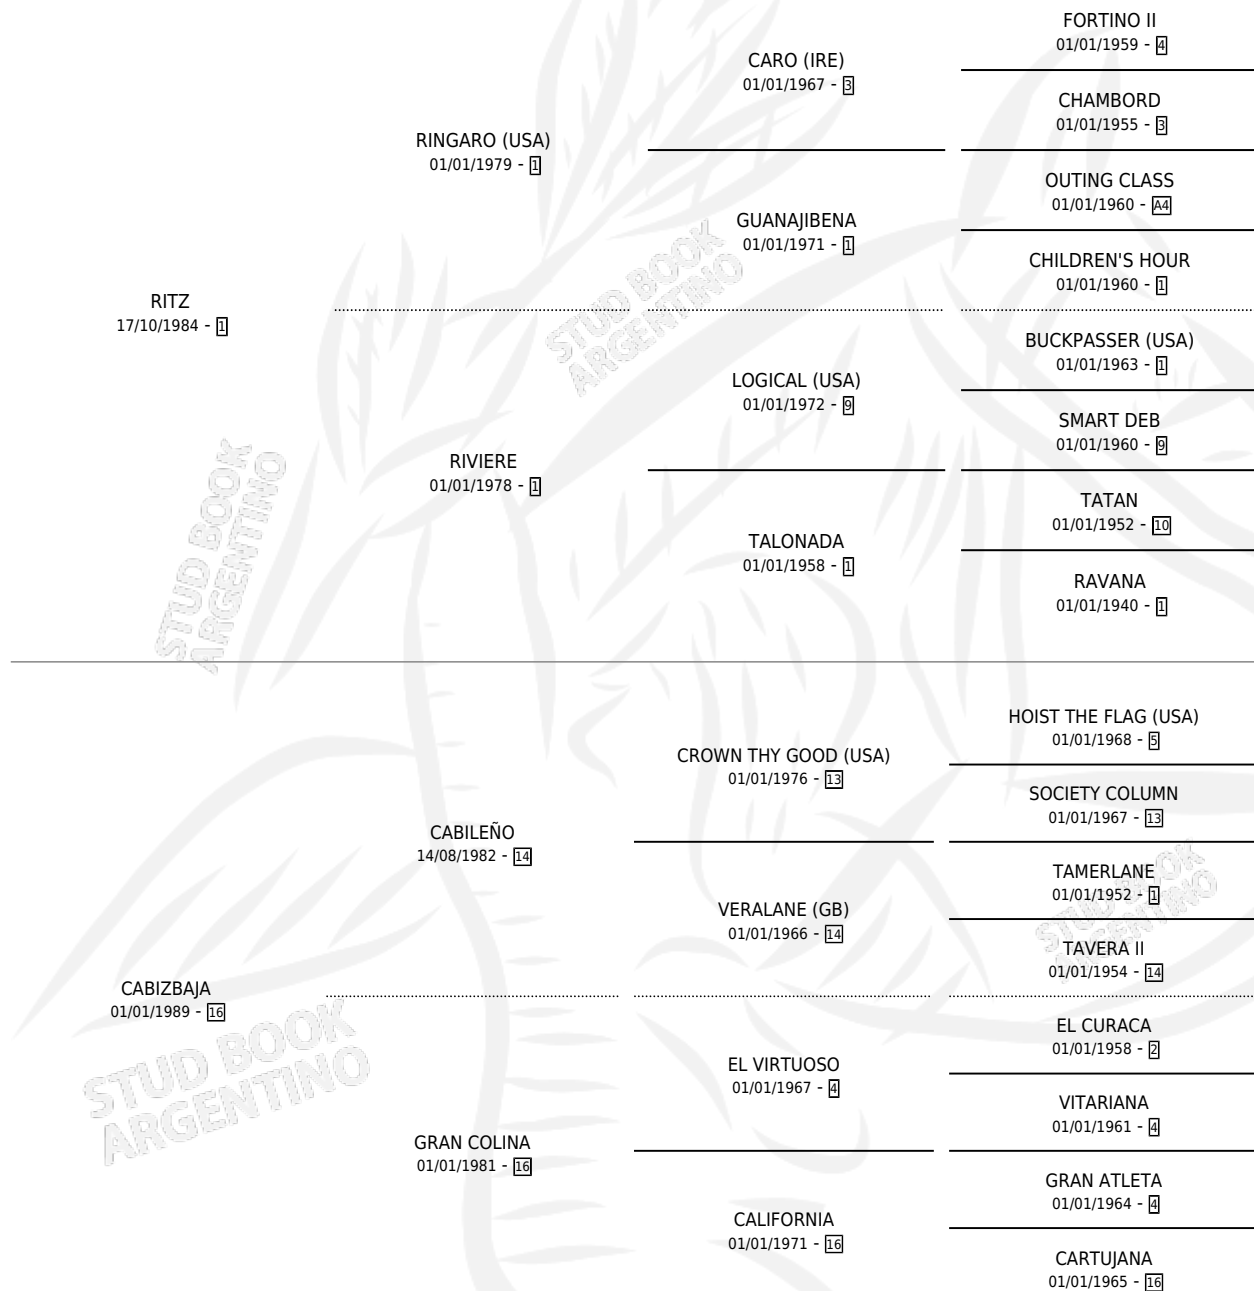 FORTINO II
01/01/1959 - 4
CARO (IRE)
01/01/1967 - 3
CHAMBORD
01/01/1955 - 3
RINGARO (USA)
01/01/1979 - 1
OUTING CLASS
01/01/1960 - A4
GUANAJIBENA
01/01/1971 - 1
CHILDREN'S HOUR
01/01/1960 - 1
RITZ
17/10/1984 - 1
BUCKPASSER (USA)
01/01/1963 - 1
LOGICAL (USA)
01/01/1972 - 9
SMART DEB
01/01/1960 - 9
RIVIERE
01/01/1978 - 1
TATAN
01/01/1952 - 10
TALONADA
01/01/1958 - 1
RAVANA
01/01/1940 - 1
STUD BOOK
ARGENTINO
STUD BOOK
ARGENTINO
HOIST THE FLAG (USA)
01/01/1968 - 5
CROWN THY GOOD (USA)
01/01/1976 - 13
SOCIETY COLUMN
01/01/1967 - 13
CABILEÑO
14/08/1982 - 14
TAMERLANE
01/01/1952 - 1
VERALANE (GB)
01/01/1966 - 14
TAVERA II
01/01/1954 - 14
CABIZBAJA
01/01/1989 - 16
EL CURACA
01/01/1958 - 2
EL VIRTUOSO
01/01/1967 - 4
VITARIANA
01/01/1961 - 4
GRAN COLINA
01/01/1981 - 16
GRAN ATLETA
01/01/1964 - 4
CALIFORNIA
01/01/1971 - 16
CARTUJANA
01/01/1965 - 16
STUD BOOK
ARGENTINO
STUD BOOK
ARGENTINO